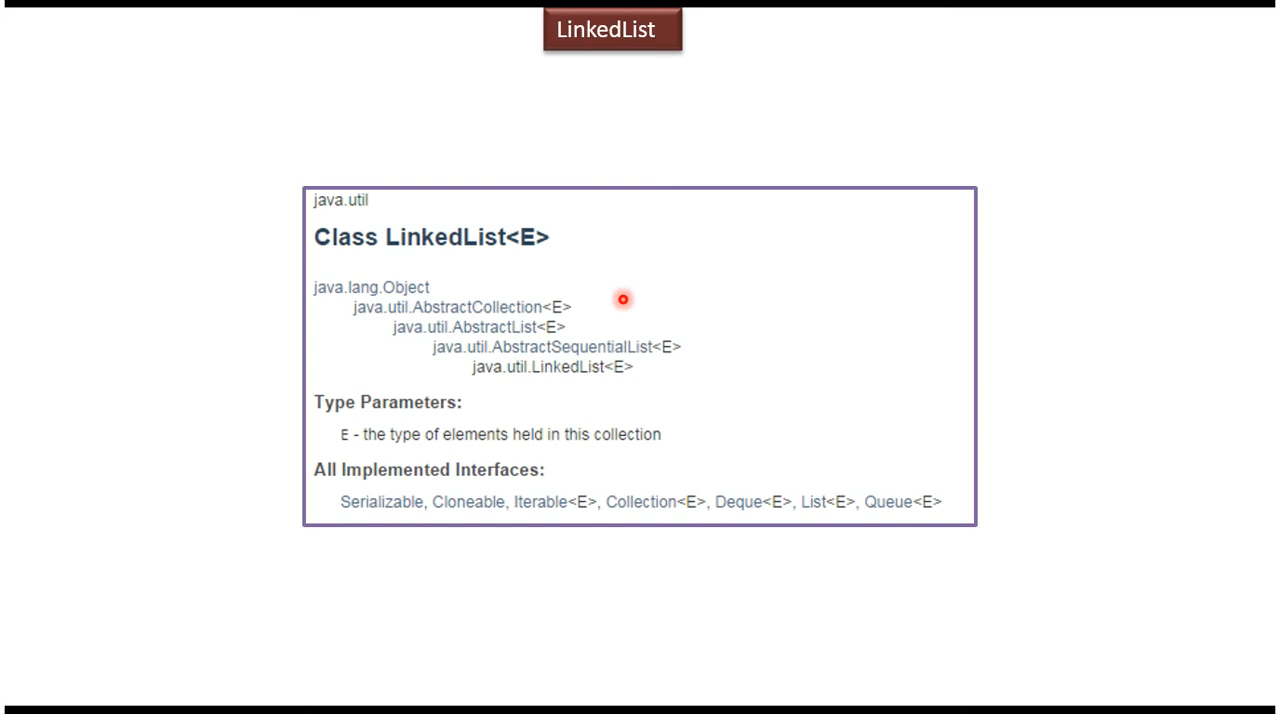 LinkedList
java.util
Class LinkedList<E>
java.lang.Object
java.util.AbstractCollection<E>
java.util.AbstractList<E>
java.util.AbstractSequentialList<E>
java.util.LinkedList<E>
Type Parameters:
E - the type of elements held in this collection
All Implemented Interfaces:
Serializable, Cloneable, Iterable<E>, Collection<E>, Deque<E>, List<E>, Queue<E>